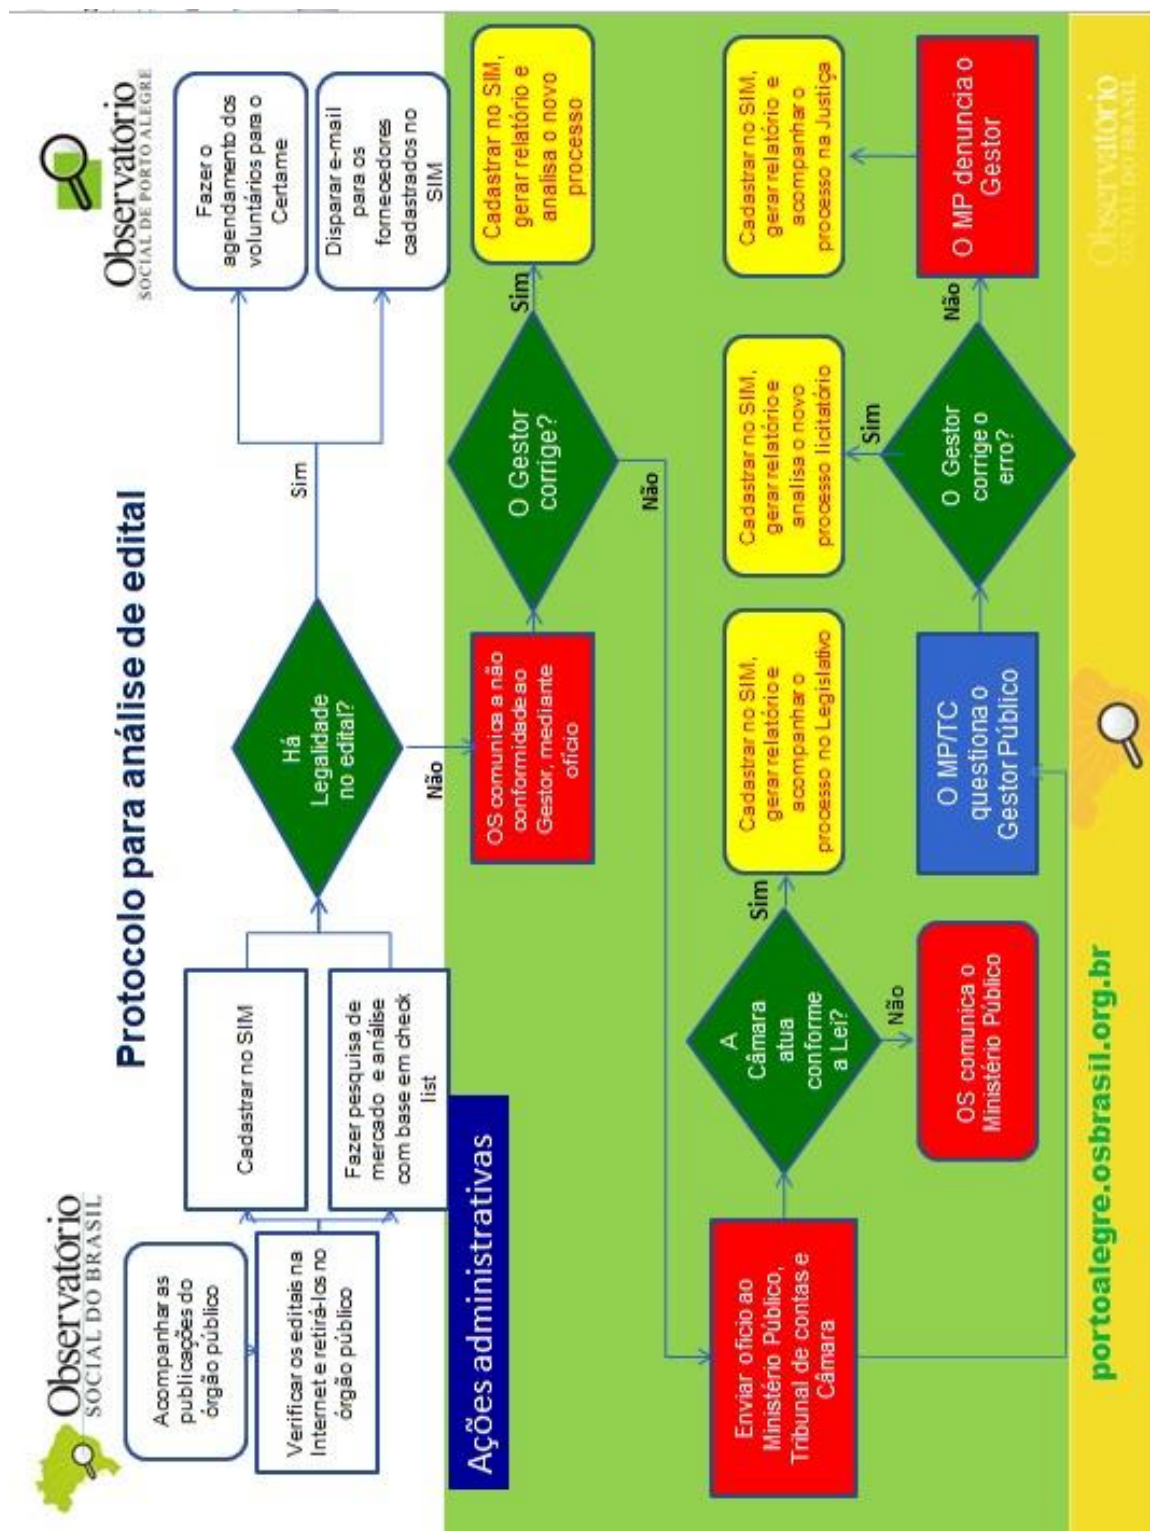 Observatório
SOCIAL DO BRASIL
Protocolo para análise de edital
Observatório
SOCIAL DE PORTO ALEGRE
Acompanhar as
publicações do
órgão público
Verificar os editais na
Internet e retirá-los no
órgão público
Cadastrar no SIM
Fazer pesquisa de
mercado e análise
com base em check
list
Há
Legalidade
no edital?
Sim
Fazer o
agendamento dos
voluntários para o
Certame
Disparar e-mail
para os
fornecedores
cadastrados no
SIM
Não
Ações administrativas
OS comunica a não
conformidade ao
Gestor, mediante
ofício
O Gestor
corrige?
Sim
Cadastrar no SIM,
gerar relatório e
analisa o novo
processo
Não
Enviar ofício ao
Ministério Público,
Tribunal de contas e
Câmara
A
Câmara
atua
conforme
a Lei?
Sim
Cadastrar no SIM,
gerar relatório e
acompanhar o
processo no Legislativo
Não
OS comunica o
Ministério Público
O MP/TC
questiona o
Gestor Público
O Gestor
corrige o
erro?
Sim
Cadastrar no SIM,
gerar relatório e
analisa o novo
processo licitatório
Não
O MP denuncia o
Gestor
Cadastrar no SIM,
gerar relatório e
acompanhar o
processo na Justiça
portoalegre.osbrasil.org.br
Observatório
SOCIAL DO BRASIL